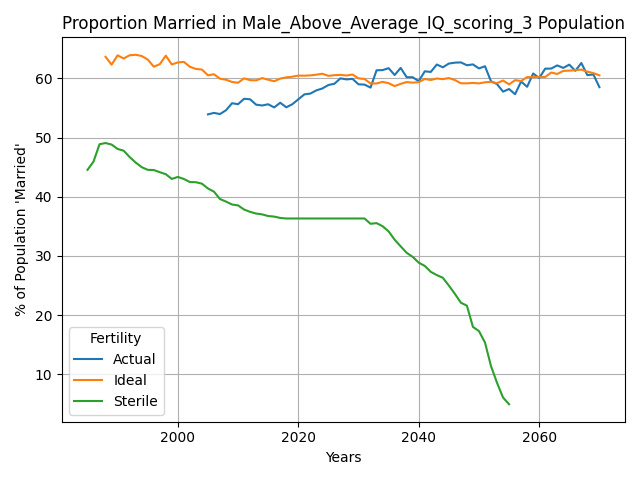 Proportion Married in Male_Above_Average_IQ_scoring_3 Population
% of Population 'Married'
60
50
40
30
20
10
Fertility
Actual
Ideal
Sterile
2000 2020 2040 2060
Years